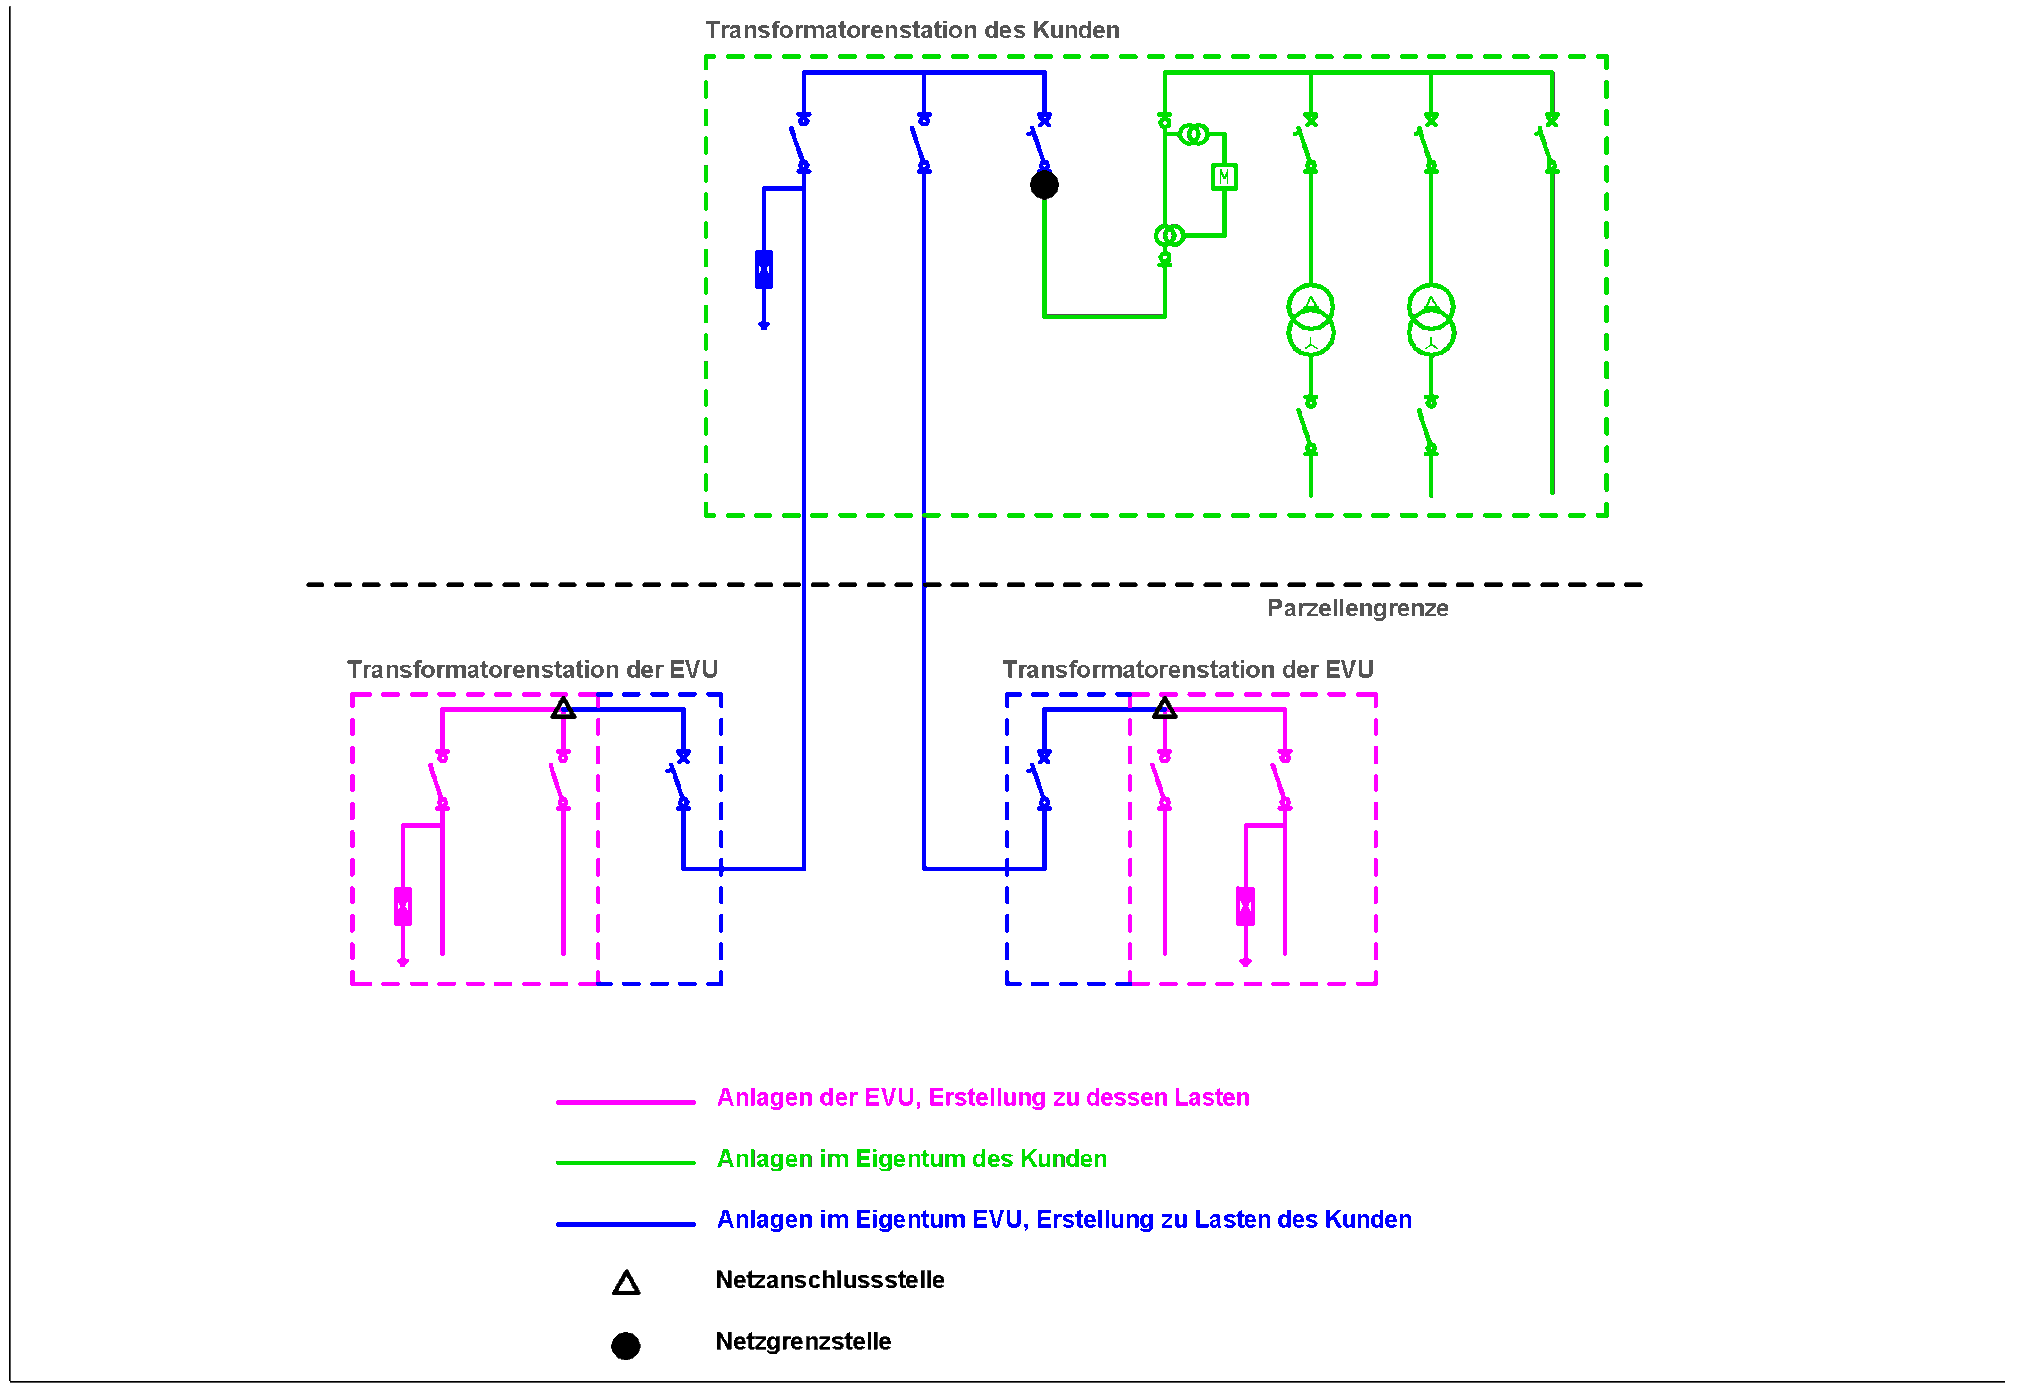 Transformatorenstation des Kunden
M
Parzellengrenze
Transformatorenstation der EVU
Transformatorenstation der EVU
Anlagen der EVU, Erstellung zu dessen Lasten
Anlagen im Eigentum des Kunden
Anlagen im Eigentum EVU, Erstellung zu Lasten des Kunden
Netzanschlussstelle
Netzgrenzstelle